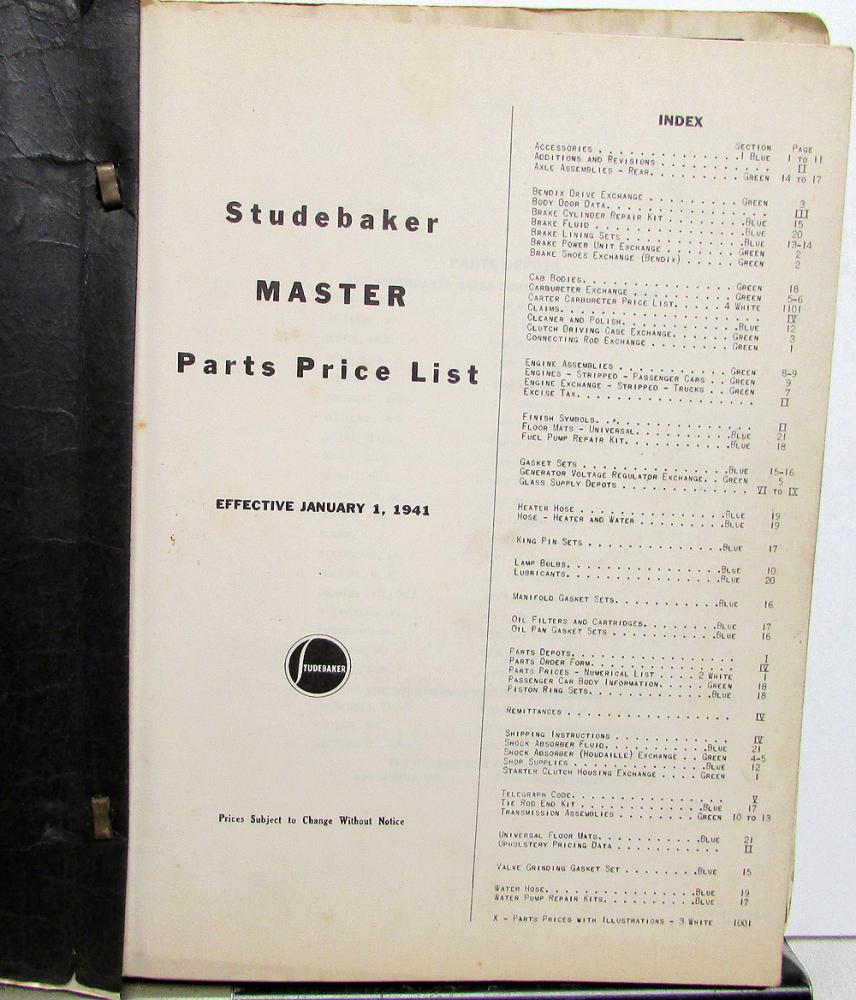 Studebaker
MASTER
Parts Price List
EFFECTIVE JANUARY 1, 1941
STUDEBAKER
Prices Subject to Change Without Notice
INDEX
SECTION PAGE
ACCESSORIES . . . . . . . . . . . . . . .1 BLUE 1 TO 11
ADDITIONS AND REVISIONS . . . . . . . . . . II
AXLE ASSEMBLIES - REAR. . . . . . . . . GREEN 14 TO 17
BENDIX DRIVE EXCHANGE . . . . . . . . . GREEN 3
BODY DOOR DATA. . . . . . . . . . . . . . . III
BRAKE CYLINDER REPAIR KIT . . . . . . . .BLUE 15
BRAKE FLUID . . . . . . . . . . . . . . .BLUE 20
BRAKE LINING SETS . . . . . . . . . . . .BLUE 13-14
BRAKE POWER UNIT EXCHANGE . . . . . . . GREEN 2
BRAKE SHOES EXCHANGE (BENDIX) . . . . . GREEN 2
CAB BODIES. . . . . . . . . . . . . . . GREEN 18
CARBURETER EXCHANGE . . . . . . . . . . GREEN 5-6
CARTER CARBURETER PRICE LIST. . . . . 4 WHITE 1101
CLAIMS. . . . . . . . . . . . . . . . . . . IV
CLEANER AND POLISH. . . . . . . . . . . .BLUE 12
CLUTCH DRIVING CASE EXCHANGE. . . . . . GREEN 3
CONNECTING ROD EXCHANGE . . . . . . . . GREEN 1
ENGINE ASSEMBLIES . . . . . . . . . . . GREEN 8-9
ENGINES - STRIPPED - PASSENGER CARS . . GREEN 9
ENGINE EXCHANGE - STRIPPED - TRUCKS . . GREEN 7
EXCISE TAX. . . . . . . . . . . . . . . . . II
FINISH SYMBOLS. . . . . . . . . . . . . . . II
FLOOR MATS - UNIVERSAL. . . . . . . . . .BLUE 21
FUEL PUMP REPAIR KIT. . . . . . . . . . .BLUE 18
GASKET SETS . . . . . . . . . . . . . . .BLUE 15-16
GENERATOR VOLTAGE REGULATOR EXCHANGE. . GREEN 5
GLASS SUPPLY DEPOTS . . . . . . . . . . . . VI TO IX
HEATER HOSE . . . . . . . . . . . . . . .BLUE 19
HOSE - HEATER AND WATER . . . . . . . . .BLUE 19
KING PIN SETS . . . . . . . . . . . . . .BLUE 17
LAMP BULBS. . . . . . . . . . . . . . . .BLUE 10
LUBRICANTS. . . . . . . . . . . . . . . .BLUE 20
MANIFOLD GASKET SETS. . . . . . . . . . .BLUE 16
OIL FILTERS AND CARTRIDGES. . . . . . . .BLUE 17
OIL PAN GASKET SETS . . . . . . . . . . .BLUE 16
PARTS DEPOTS. . . . . . . . . . . . . . . . I
PARTS ORDER FORM. . . . . . . . . . . . . . IV
PARTS PRICES - NUMERICAL LIST . . . . 2 WHITE 1
PASSENGER CAR BODY INFORMATION. . . . . GREEN 18
PISTON RING SETS. . . . . . . . . . . . .BLUE 18
REMITTANCES . . . . . . . . . . . . . . . . IV
SHIPPING INSTRUCTIONS . . . . . . . . . . . IV
SHOCK ABSORBER FLUID. . . . . . . . . . .BLUE 21
SHOCK ABSORBER (HOUDAILLE) EXCHANGE . . GREEN 4-5
SHOP SUPPLIES . . . . . . . . . . . . . .BLUE 12
STARTER CLUTCH HOUSING EXCHANGE . . . . GREEN 1
TELEGRAPH CODE. . . . . . . . . . . . . . . V
TIE ROD END KIT . . . . . . . . . . . . .BLUE 17
TRANSMISSION ASSEMBLIES . . . . . . . . GREEN 10 TO 13
UNIVERSAL FLOOR MATS. . . . . . . . . . .BLUE 21
UPHOLSTERY PRICING DATA . . . . . . . . . . II
VALVE GRINDING GASKET SET . . . . . . . .BLUE 15
WATER HOSE. . . . . . . . . . . . . . . .BLUE 19
WATER PUMP REPAIR KITS. . . . . . . . . .BLUE 17
X - PARTS PRICES WITH ILLUSTRATIONS - 3 WHITE 1001